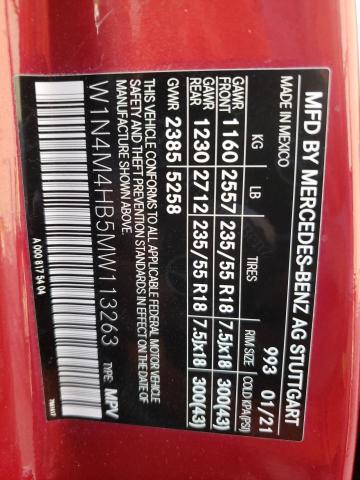 MFD BY MERCEDES-BENZ AG STUTTGART
MADE IN MEXICO 993 01/21
KG LB TIRES RIM SIZE COLD KPA(PSI)
GAWR FRONT 1160 2557 235/55 R18 7.5x18 300(43)
GAWR REAR 1230 2712 235/55 R18 7.5x18 300(43)
GVWR 2385 5258
THIS VEHICLE CONFORMS TO ALL APPLICABLE FEDERAL MOTOR VEHICLE
SAFETY AND THEFT PREVENTION STANDARDS IN EFFECT ON THE DATE OF
MANUFACTURE SHOWN ABOVE.
W1N4M4HB5MW113263 TYPE: MPV
A 000 817 54 04